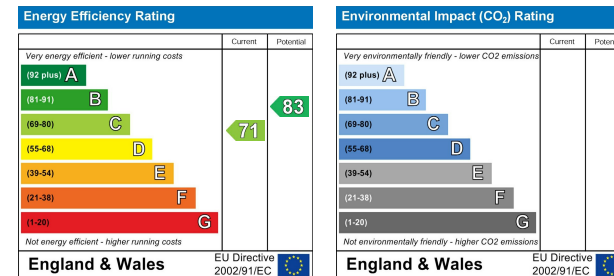 Energy Efficiency Rating
Current Potential
Very energy efficient - lower running costs
(92 plus) A
(81-91) B
(69-80) C
(55-68) D
(39-54) E
(21-38) F
(1-20) G
71
83
Not energy efficient - higher running costs
England & Wales
EU Directive
2002/91/EC
Environmental Impact (CO₂) Rating
Current Poten
Very environmentally friendly - lower CO2 emissions
(92 plus) A
(81-91) B
(69-80) C
(55-68) D
(39-54) E
(21-38) F
(1-20) G
Not environmentally friendly - higher CO2 emissions
England & Wales
EU Directive
2002/91/EC